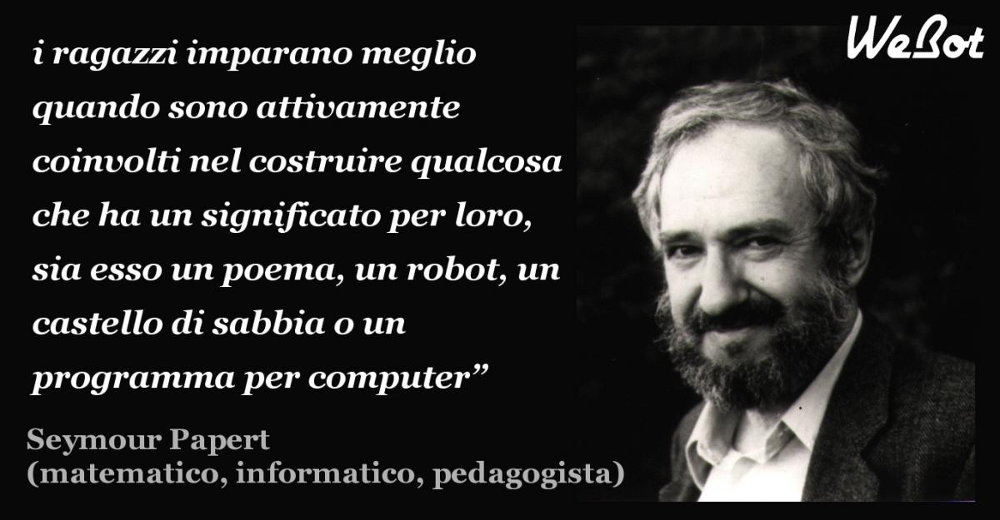 WeBot
i ragazzi imparano meglio
quando sono attivamente
coinvolti nel costruire qualcosa
che ha un significato per loro,
sia esso un poema, un robot, un
castello di sabbia o un
programma per computer”
Seymour Papert
(matematico, informatico, pedagogista)